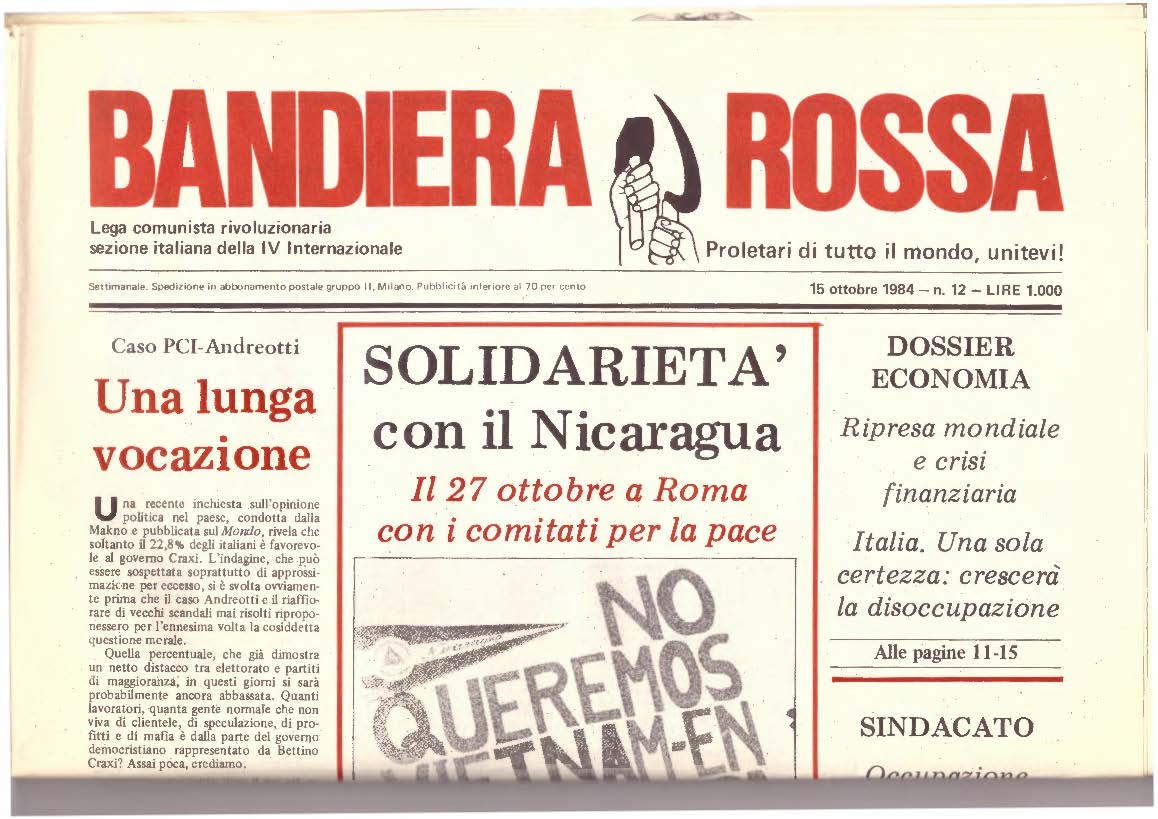 BANDIERA ROSSA
Lega comunista rivoluzionaria
sezione italiana della IV Internazionale
Proletari di tutto il mondo, unitevi!
Settimanale. Spedizione in abbonamento postale gruppo II, Milano. Pubblicità inferiore al 70 per cento
15 ottobre 1984 – n. 12 – LIRE 1.000
Caso PCI-Andreotti
Una lunga
vocazione
Una recente inchiesta sull'opinione
politica nel paese, condotta dalla
Makno e pubblicata sul Mondo, rivela che
soltanto il 22,8% degli italiani è favorevo-
le al governo Craxi. L'indagine, che può
essere sospettata soprattutto di approssi-
mazione per eccesso, si è svolta ovviamen-
te prima che il caso Andreotti e il riaffio-
rare di vecchi scandali mai risolti ripropo-
nessero per l'ennesima volta la cosiddetta
questione morale.
Quella percentuale, che già dimostra
un netto distacco tra elettorato e partiti
di maggioranza, in questi giorni si sarà
probabilmente ancora abbassata. Quanti
lavoratori, quanta gente normale che non
viva di clientele, di speculazione, di pro-
fitti e di mafia è dalla parte del governo
democristiano rappresentato da Bettino
Craxi? Assai poca, crediamo.
SOLIDARIETA'
con il Nicaragua
Il 27 ottobre a Roma
con i comitati per la pace
Nicaragua
NO
QUEREMOS
VIETNAM-EN
DOSSIER
ECONOMIA
Ripresa mondiale
e crisi
finanziaria
Italia. Una sola
certezza: crescerà
la disoccupazione
Alle pagine 11-15
SINDACATO
Occupazione